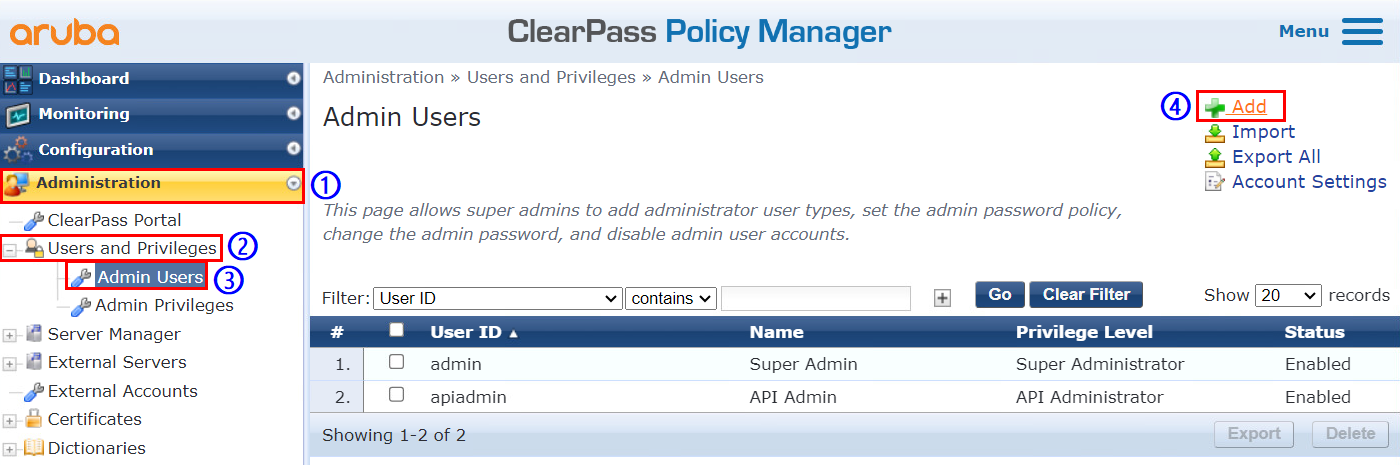 aruba
ClearPass Policy Manager
Menu
Dashboard
Monitoring
Configuration
Administration
1
ClearPass Portal
Users and Privileges
2
Admin Users
3
Admin Privileges
Server Manager
External Servers
External Accounts
Certificates
Dictionaries
Administration » Users and Privileges » Admin Users
Admin Users
4
Add
Import
Export All
Account Settings
This page allows super admins to add administrator user types, set the admin password policy,
change the admin password, and disable admin user accounts.
Filter: User ID contains + Go Clear Filter Show 20 records
# User ID ▲ Name Privilege Level Status
1. admin Super Admin Super Administrator Enabled
2. apiadmin API Admin API Administrator Enabled
Showing 1-2 of 2 Export Delete